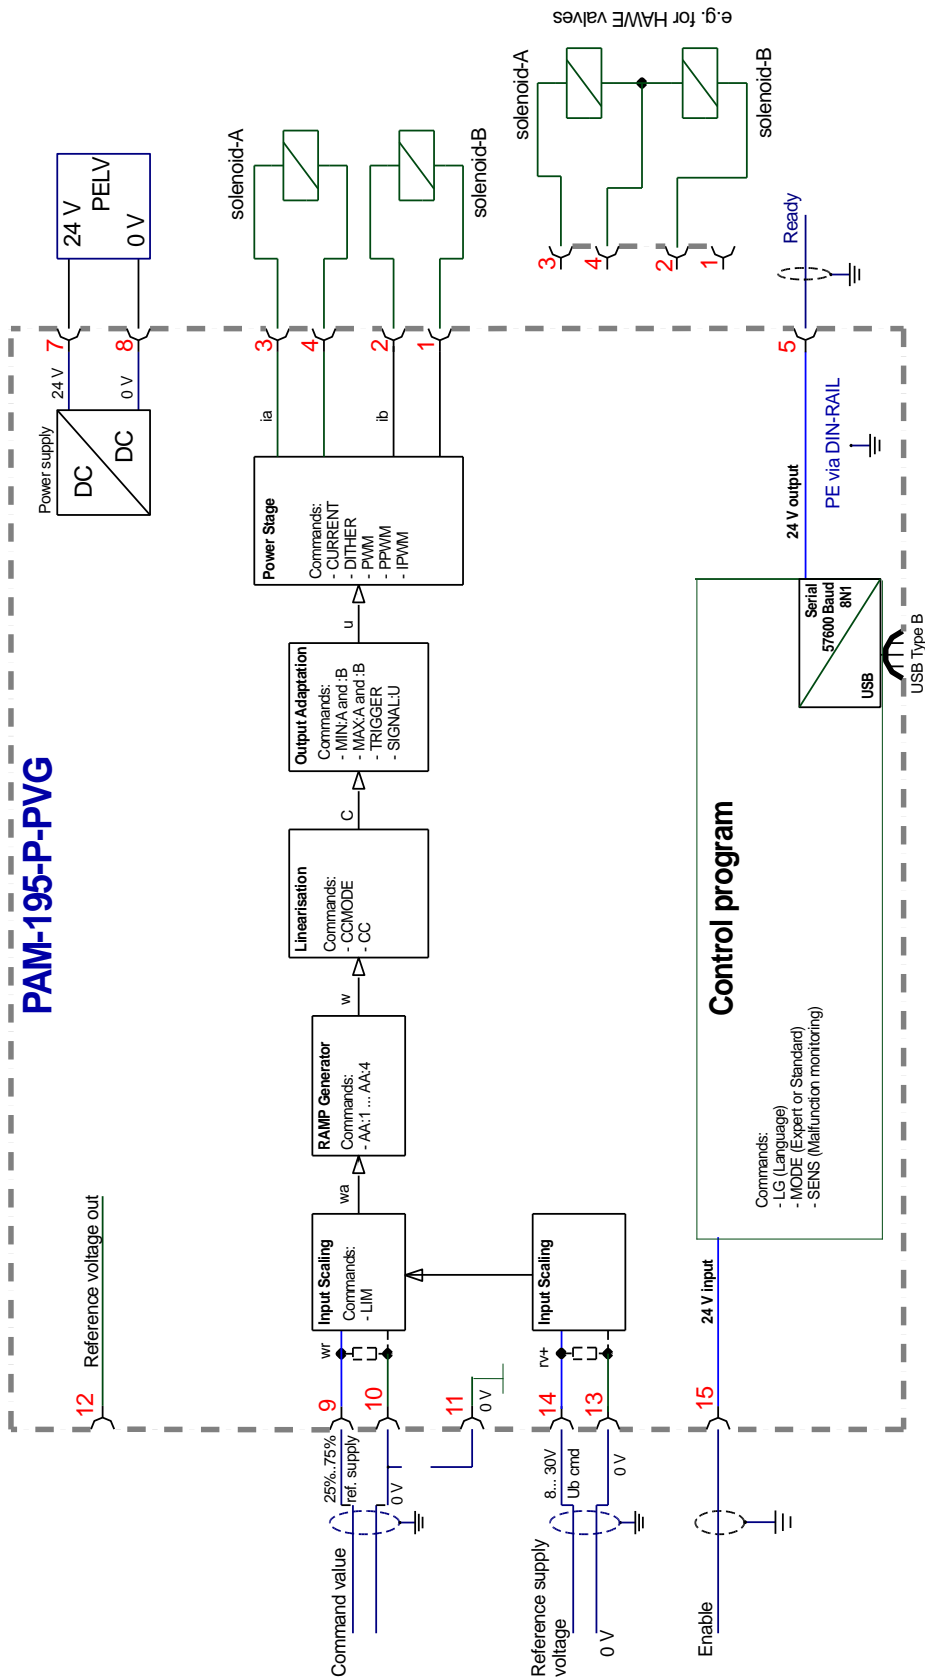 PAM-195-P-PVG
12
Reference voltage out
Command value
25%..75%
ref. supply
0 V
9
10
11
0 V
wr
Input Scaling
Commands:
- LIM
wa
RAMP Generator
Commands:
- AA:1 ... AA:4
w
Linearisation
Commands:
- CCMODE
- CC
C
Output Adaptation
Commands:
- MIN:A and :B
- MAX:A and :B
- TRIGGER
- SIGNAL:U
u
Power Stage
Commands:
- CURRENT
- DITHER
- PWM
- PPWM
- IPWM
ia
ib
3
4
2
1
solenoid-A
solenoid-B
Power supply
DC
DC
24 V
0 V
7
8
24 V
PELV
0 V
Reference supply
voltage
0 V
8... 30V
Ub cmd
0 V
14
13
rv+
Input Scaling
Enable
15
24 V input
Control program
Commands:
- LG (Language)
- MODE (Expert or Standard)
- SENS (Malfunction monitoring)
Serial
57600 Baud
8N1
USB
USB Type B
24 V output
PE via DIN-RAIL
5
Ready
3
4
2
1
solenoid-A
solenoid-B
e.g. for HAWE valves